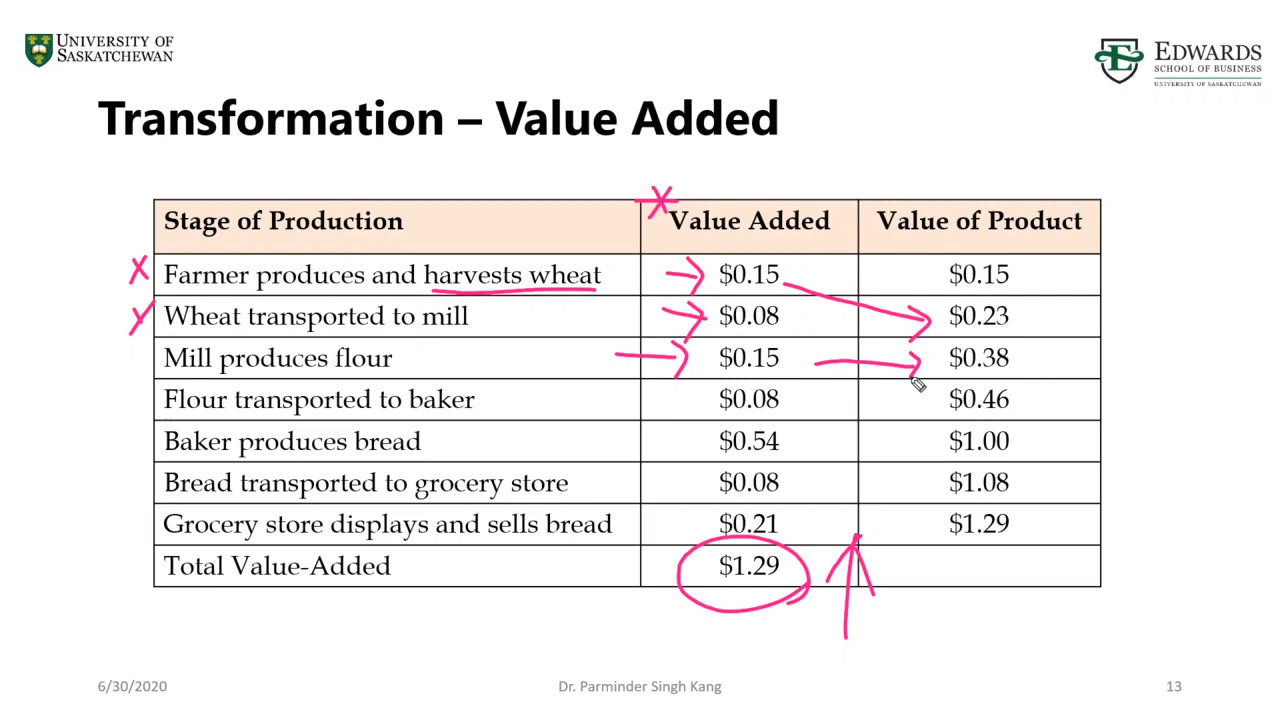 UNIVERSITY OF
SASKATCHEWAN
EDWARDS
SCHOOL OF BUSINESS
UNIVERSITY OF SASKATCHEWAN
Transformation – Value Added
Stage of Production Value Added Value of Product
Farmer produces and harvests wheat $0.15 $0.15
Wheat transported to mill $0.08 $0.23
Mill produces flour $0.15 $0.38
Flour transported to baker $0.08 $0.46
Baker produces bread $0.54 $1.00
Bread transported to grocery store $0.08 $1.08
Grocery store displays and sells bread $0.21 $1.29
Total Value-Added $1.29
6/30/2020 Dr. Parminder Singh Kang 13